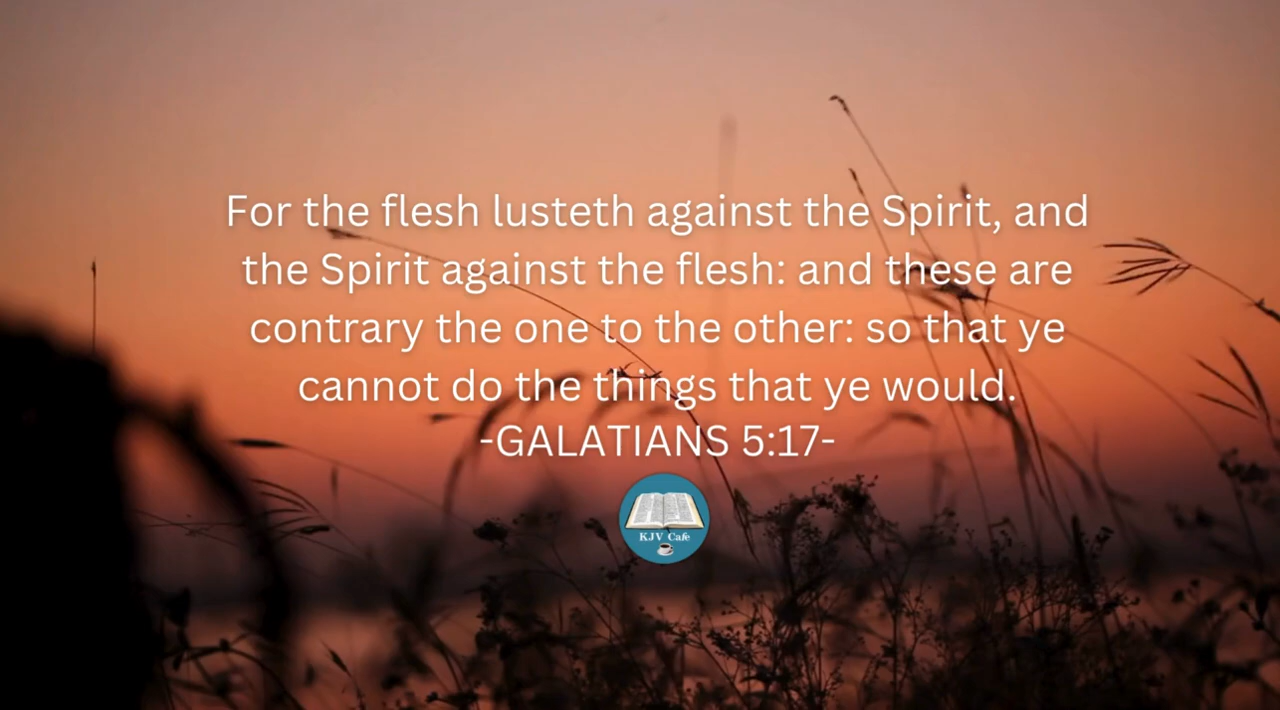 For the flesh lusteth against the Spirit, and
the Spirit against the flesh: and these are
contrary the one to the other: so that ye
cannot do the things that ye would.
-GALATIANS 5:17-
KJV Cafe